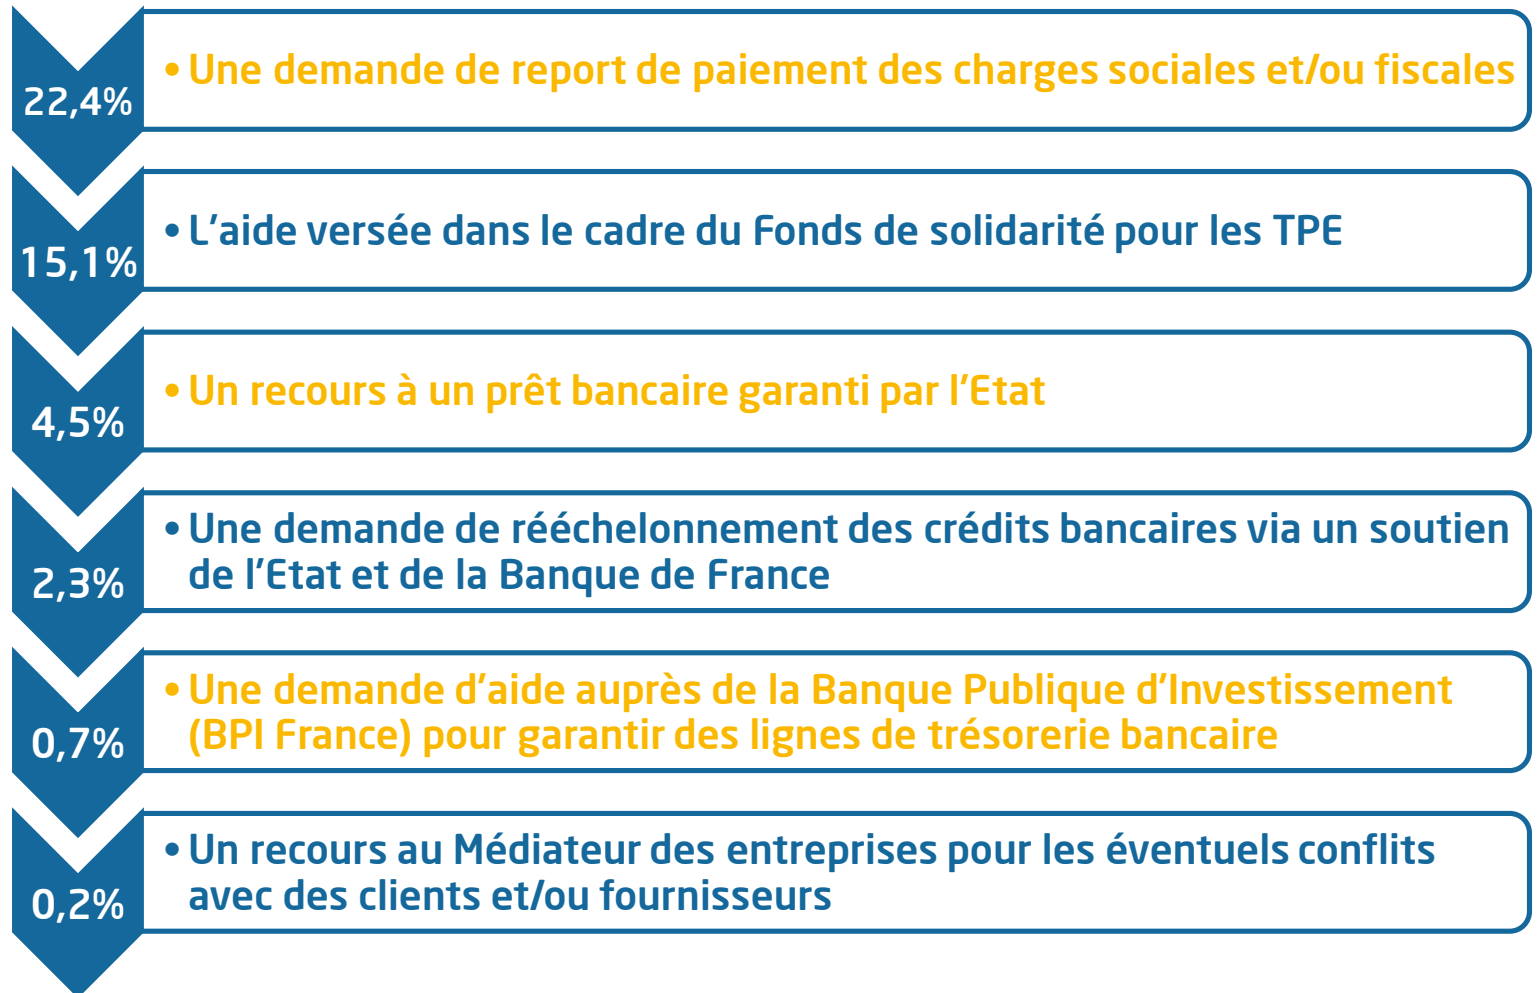 22,4%
• Une demande de report de paiement des charges sociales et/ou fiscales
15,1%
• L’aide versée dans le cadre du Fonds de solidarité pour les TPE
4,5%
• Un recours à un prêt bancaire garanti par l’Etat
2,3%
• Une demande de rééchelonnement des crédits bancaires via un soutien
de l’Etat et de la Banque de France
0,7%
• Une demande d’aide auprès de la Banque Publique d’Investissement
(BPI France) pour garantir des lignes de trésorerie bancaire
0,2%
• Un recours au Médiateur des entreprises pour les éventuels conflits
avec des clients et/ou fournisseurs